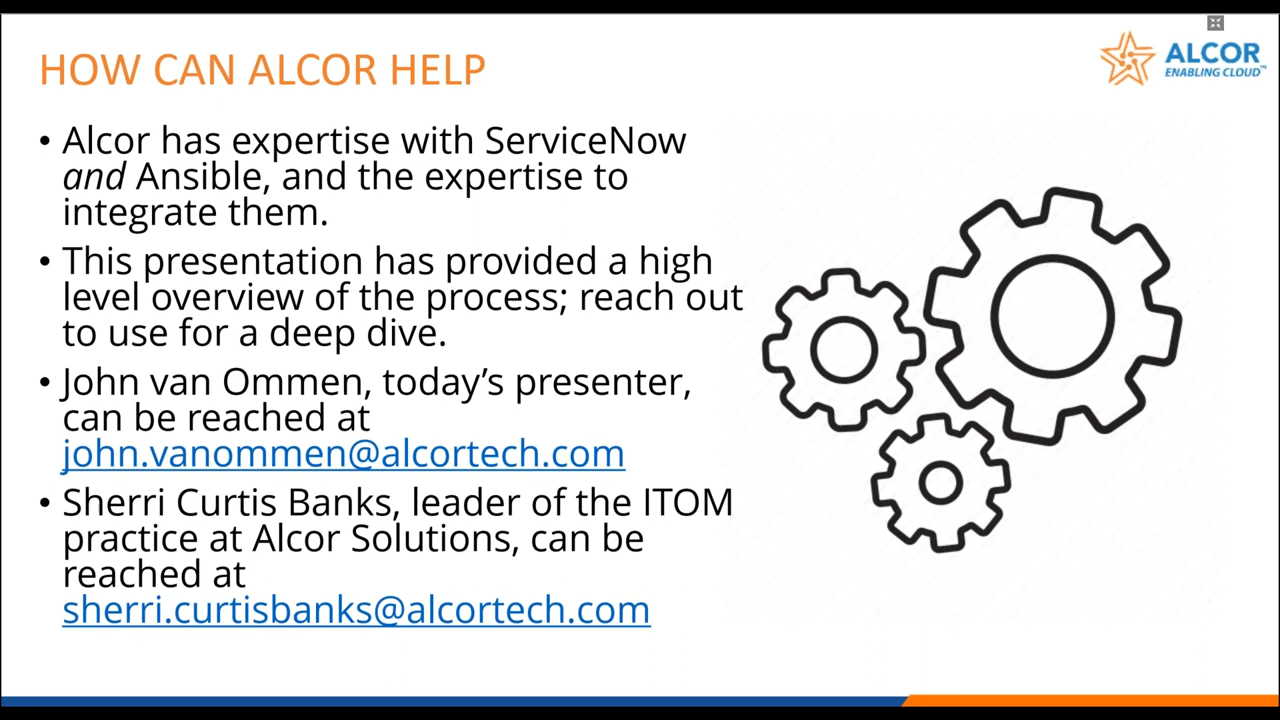 HOW CAN ALCOR HELP
ALCOR
ENABLING CLOUD™
• Alcor has expertise with ServiceNow
and Ansible, and the expertise to
integrate them.
• This presentation has provided a high
level overview of the process; reach out
to use for a deep dive.
• John van Ommen, today’s presenter,
can be reached at
john.vanommen@alcortech.com
• Sherri Curtis Banks, leader of the ITOM
practice at Alcor Solutions, can be
reached at
sherri.curtisbanks@alcortech.com